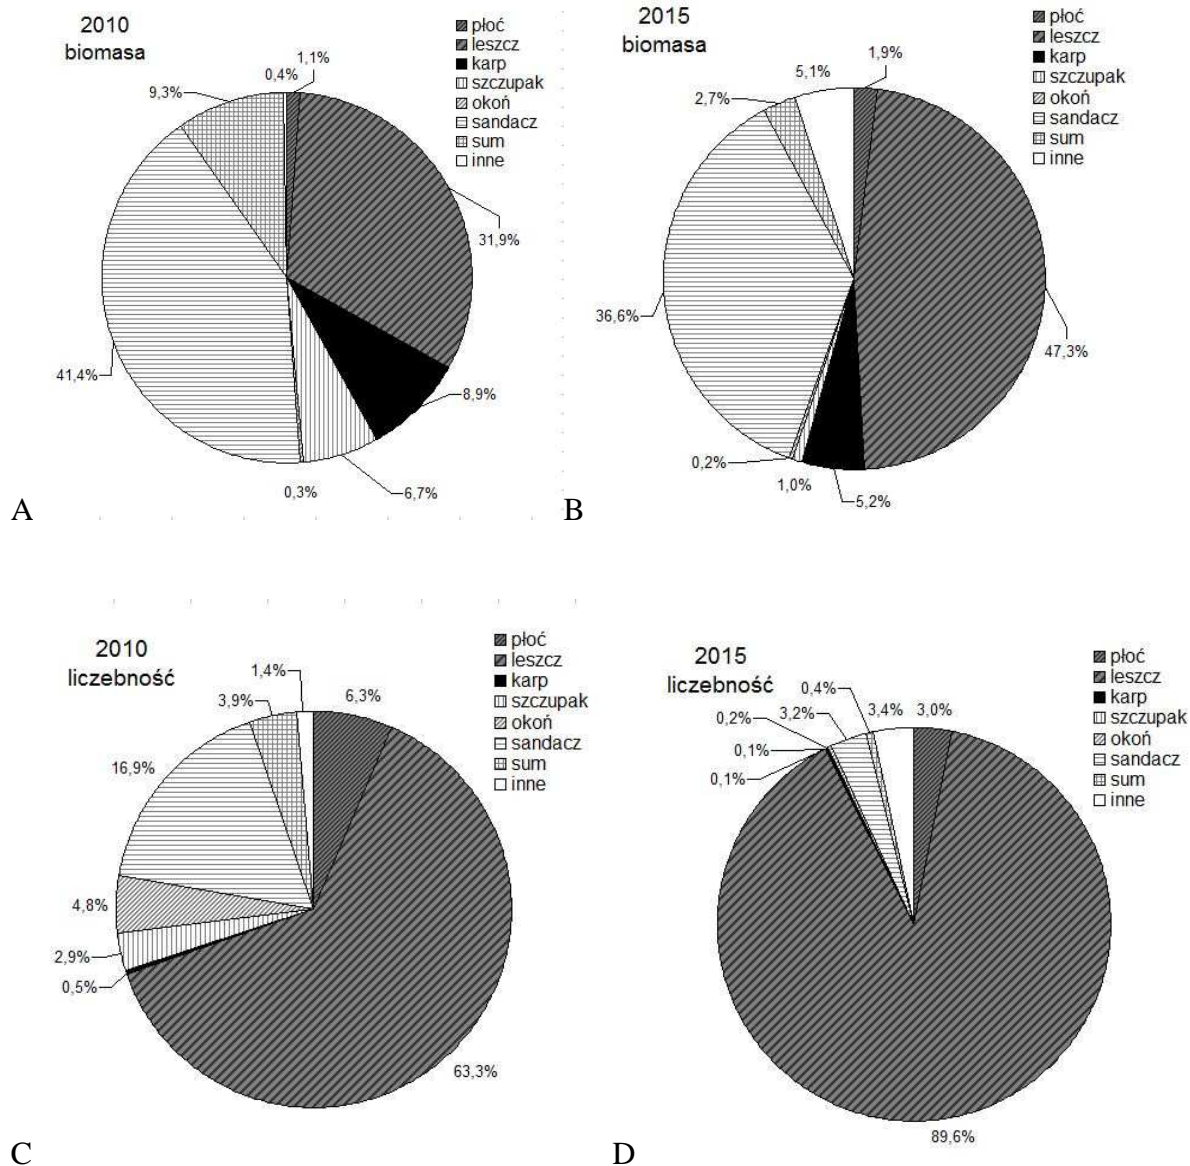 2010
biomasa
płoć
leszcz
karp
szczupak
okoń
sandacz
sum
inne
1,1%
0,4%
9,3%
31,9%
41,4%
8,9%
0,3%
6,7%
A
2015
biomasa
płoć
leszcz
karp
szczupak
okoń
sandacz
sum
inne
1,9%
5,1%
2,7%
36,6%
47,3%
0,2%
1,0%
5,2%
B
2010
liczebność
płoć
leszcz
karp
szczupak
okoń
sandacz
sum
inne
1,4%
6,3%
3,9%
16,9%
4,8%
2,9%
0,5%
63,3%
C
2015
liczebność
płoć
leszcz
karp
szczupak
okoń
sandacz
sum
inne
0,4%
0,2%
3,2%
3,4%
3,0%
0,1%
0,1%
89,6%
D